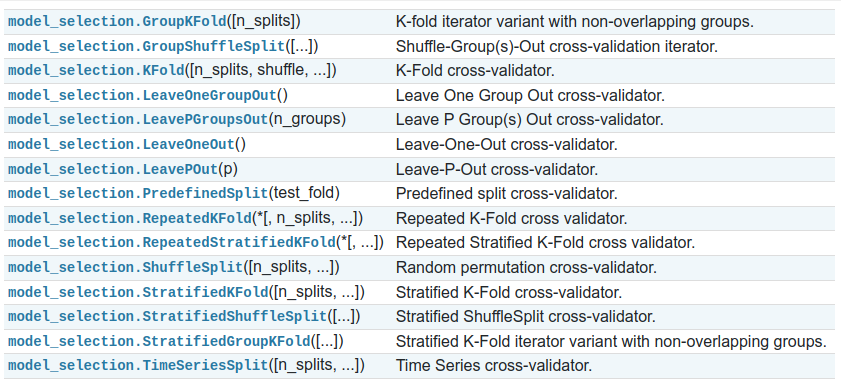 model_selection.GroupKFold([n_splits]) K-fold iterator variant with non-overlapping groups.
model_selection.GroupShuffleSplit([...]) Shuffle-Group(s)-Out cross-validation iterator.
model_selection.KFold([n_splits, shuffle, ...]) K-Fold cross-validator.
model_selection.LeaveOneGroupOut() Leave One Group Out cross-validator.
model_selection.LeavePGroupsOut(n_groups) Leave P Group(s) Out cross-validator.
model_selection.LeaveOneOut() Leave-One-Out cross-validator.
model_selection.LeavePOut(p) Leave-P-Out cross-validator.
model_selection.PredefinedSplit(test_fold) Predefined split cross-validator.
model_selection.RepeatedKFold(*[, n_splits, ...]) Repeated K-Fold cross validator.
model_selection.RepeatedStratifiedKFold(*[, ...]) Repeated Stratified K-Fold cross validator.
model_selection.ShuffleSplit([n_splits, ...]) Random permutation cross-validator.
model_selection.StratifiedKFold([n_splits, ...]) Stratified K-Fold cross-validator.
model_selection.StratifiedShuffleSplit([...]) Stratified ShuffleSplit cross-validator.
model_selection.StratifiedGroupKFold([...]) Stratified K-Fold iterator variant with non-overlapping groups.
model_selection.TimeSeriesSplit([n_splits, ...]) Time Series cross-validator.